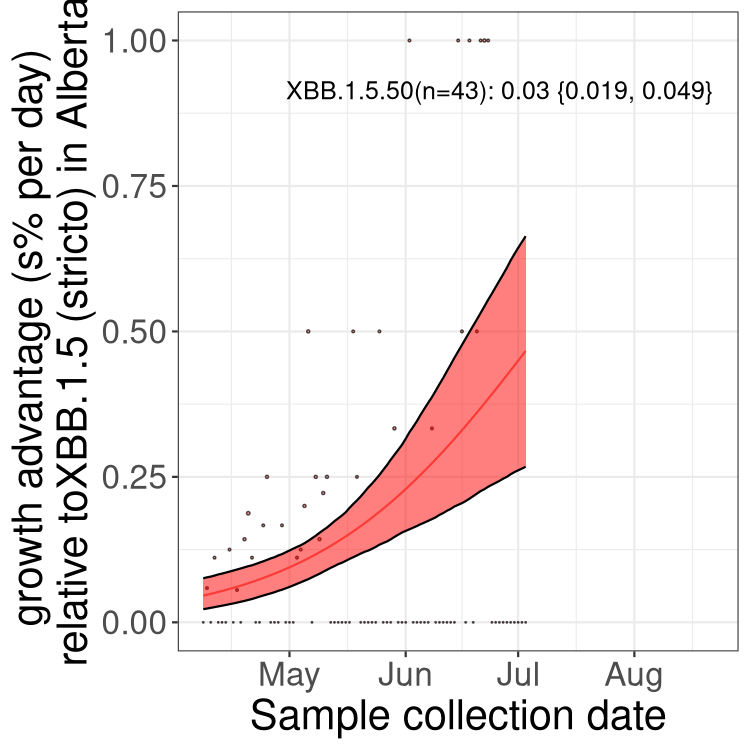 growth advantage (s% per day)
relative toXBB.1.5 (stricto) in Alberta
1.00
XBB.1.5.50(n=43): 0.03 {0.019, 0.049}
0.75
0.50
0.25
0.00
May Jun Jul Aug
Sample collection date